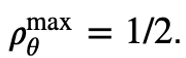 ρ_θ^max = 1/2.